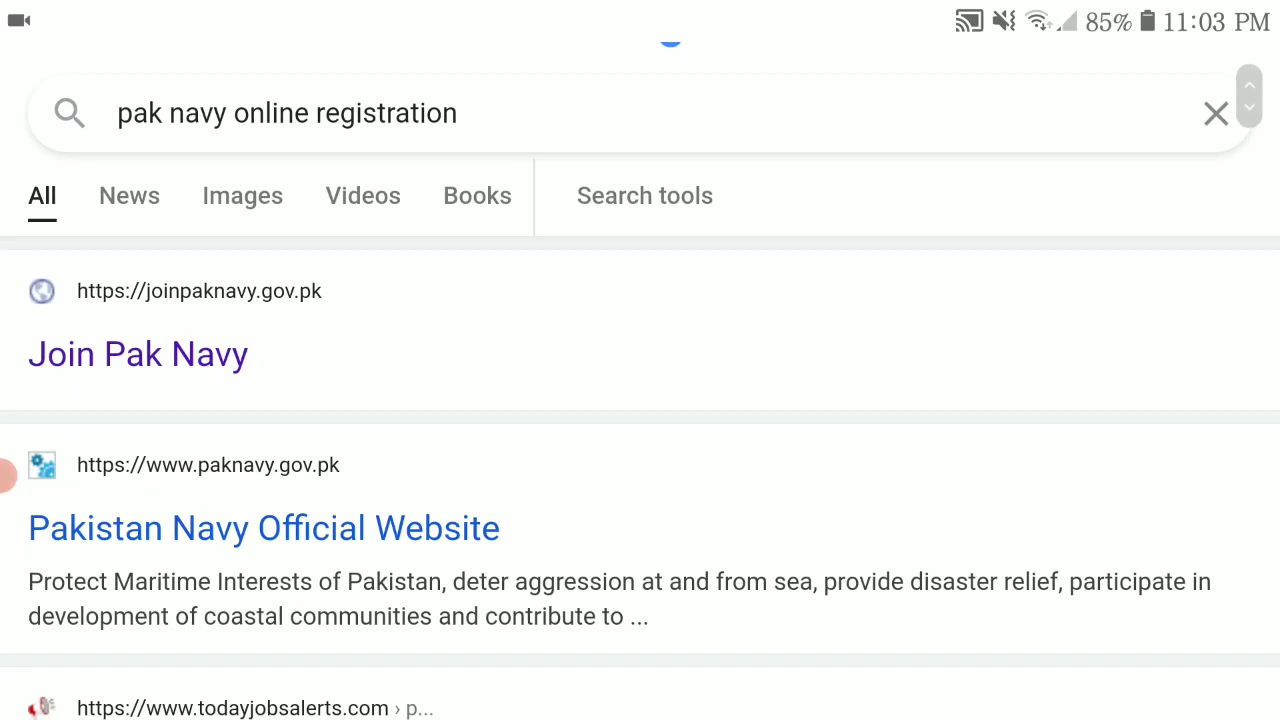 85% 11:03 PM
pak navy online registration
All News Images Videos Books Search tools
https://joinpaknavy.gov.pk
Join Pak Navy
https://www.paknavy.gov.pk
Pakistan Navy Official Website
Protect Maritime Interests of Pakistan, deter aggression at and from sea, provide disaster relief, participate in
development of coastal communities and contribute to ...
https://www.todayjobsalerts.com › p...